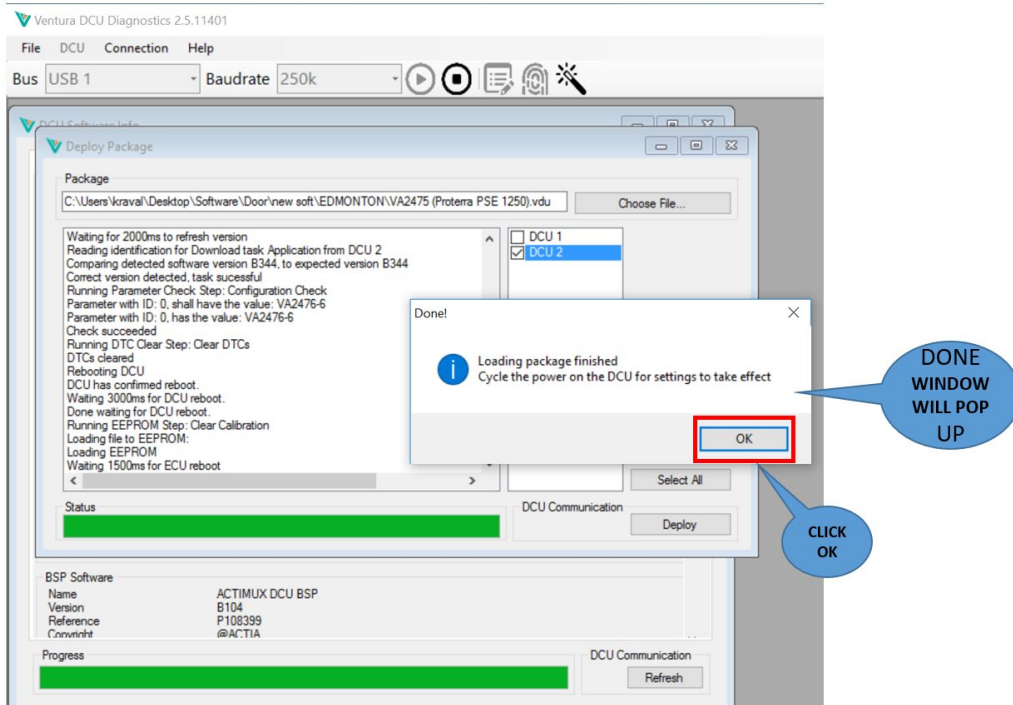 Ventura DCU Diagnostics 2.5.11401
File DCU Connection Help
Bus USB 1 Baudrate 250k
DCU Software Info
Deploy Package
Package
C:\Users\kraval\Desktop\Software\Door\new soft\EDMONTON\VA2475 (Proterra PSE 1250).vdu
Choose File...
Waiting for 2000ms to refresh version
Reading identification for Download task Application from DCU 2
Comparing detected software version B344, to expected version B344
Correct version detected, task sucessful
Running Parameter Check Step: Configuration Check
Parameter with ID: 0, shall have the value: VA2476-6
Parameter with ID: 0, has the value: VA2476-6
Check succeeded
Running DTC Clear Step: Clear DTCs
DTCs cleared
Rebooting DCU
DCU has confirmed reboot.
Waiting 3000ms for DCU reboot.
Done waiting for DCU reboot.
Running EEPROM Step: Clear Calibration
Loading file to EEPROM:
Loading EEPROM
Waiting 1500ms for ECU reboot
DCU 1
DCU 2
Done!
Loading package finished
Cycle the power on the DCU for settings to take effect
OK
DONE
WINDOW
WILL POP
UP
CLICK
OK
Select All
Status
DCU Communication
Deploy
BSP Software
Name ACTIMUX DCU BSP
Version B104
Reference P108399
Copyright @ACTIA
Progress
DCU Communication
Refresh